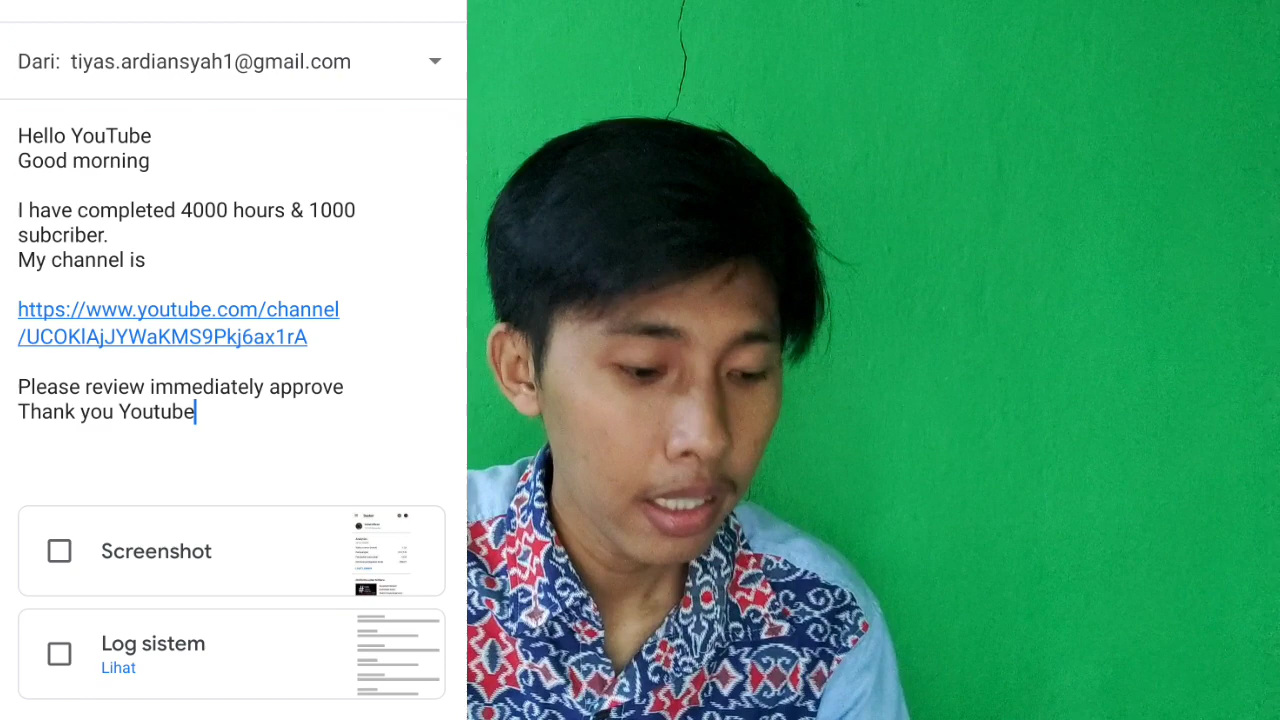 Dari: tiyas.ardiansyah1@gmail.com
Hello YouTube
Good morning
I have completed 4000 hours & 1000
subcriber.
My channel is
https://www.youtube.com/channel
/UCOKlAjJYWaKMS9Pkj6ax1rA
Please review immediately approve
Thank you Youtube
Screenshot
Log sistem
Lihat